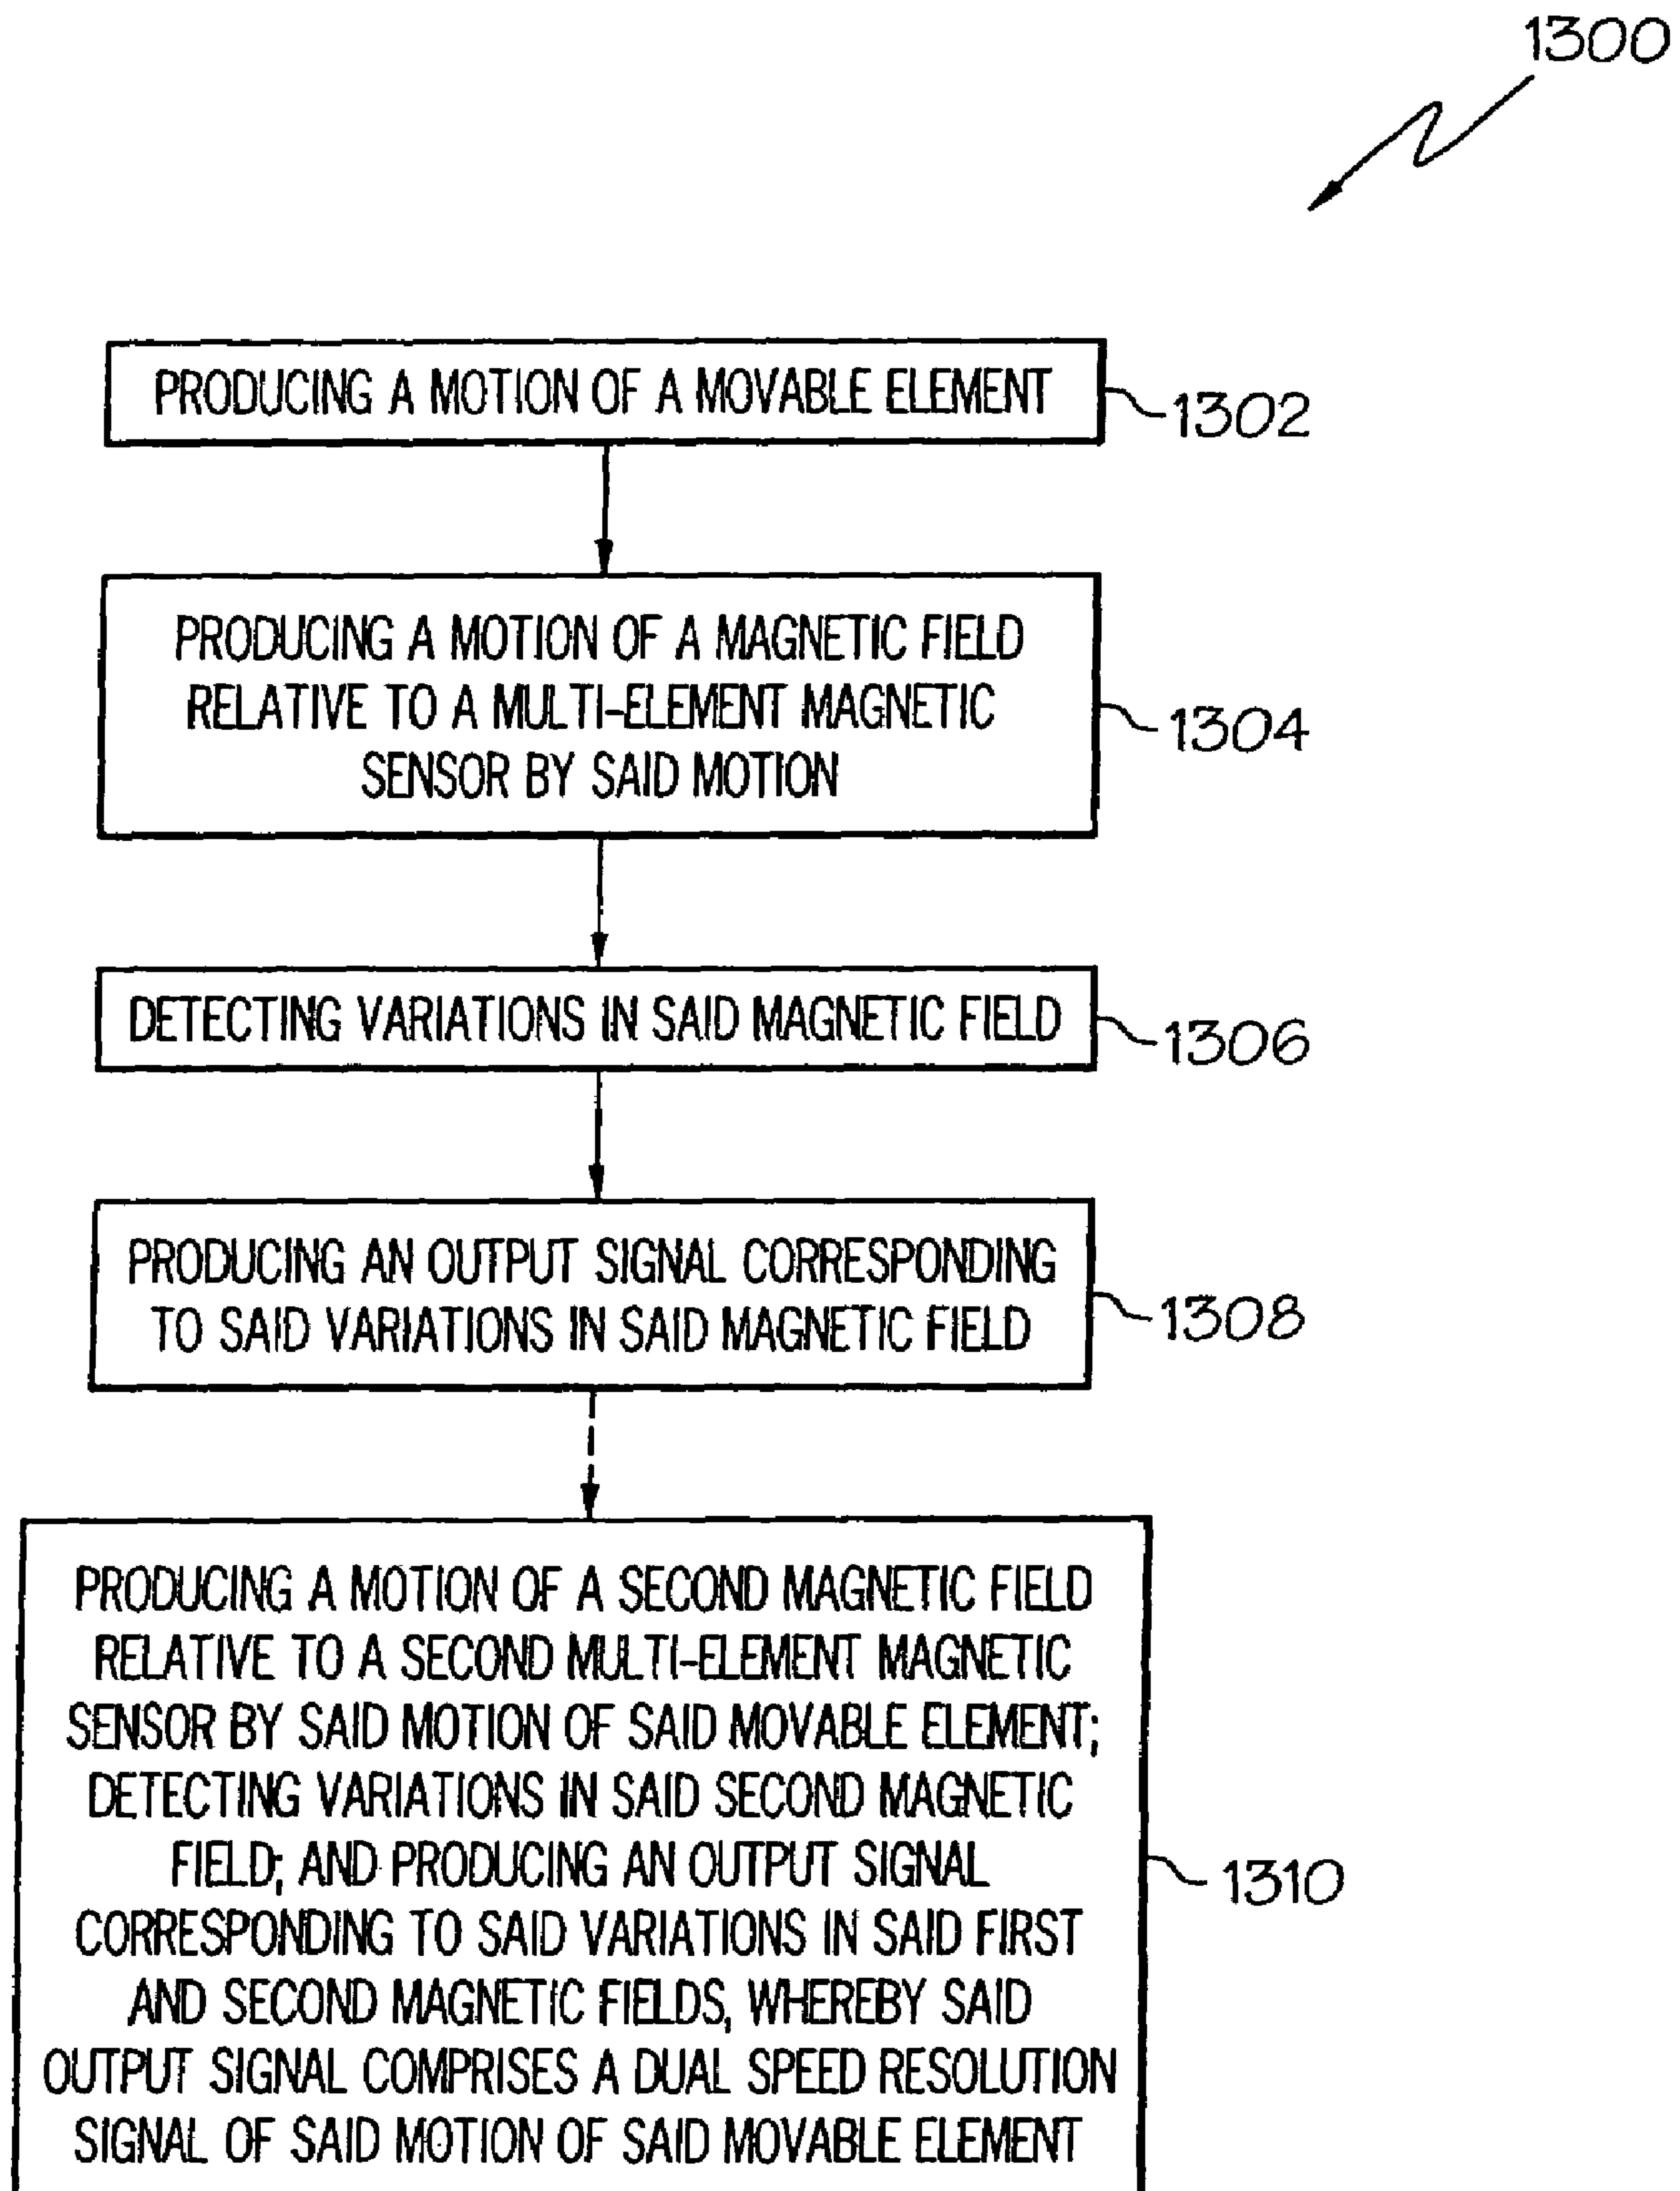 1300
PRODUCING A MOTION OF A MOVABLE ELEMENT
1302
PRODUCING A MOTION OF A MAGNETIC FIELD
RELATIVE TO A MULTI-ELEMENT MAGNETIC
SENSOR BY SAID MOTION
1304
DETECTING VARIATIONS IN SAID MAGNETIC FIELD
1306
PRODUCING AN OUTPUT SIGNAL CORRESPONDING
TO SAID VARIATIONS IN SAID MAGNETIC FIELD
1308
PRODUCING A MOTION OF A SECOND MAGNETIC FIELD
RELATIVE TO A SECOND MULTI-ELEMENT MAGNETIC
SENSOR BY SAID MOTION OF SAID MOVABLE ELEMENT;
DETECTING VARIATIONS IN SAID SECOND MAGNETIC
FIELD; AND PRODUCING AN OUTPUT SIGNAL
CORRESPONDING TO SAID VARIATIONS IN SAID FIRST
AND SECOND MAGNETIC FIELDS, WHEREBY SAID
OUTPUT SIGNAL COMPRISES A DUAL SPEED RESOLUTION
SIGNAL OF SAID MOTION OF SAID MOVABLE ELEMENT
1310